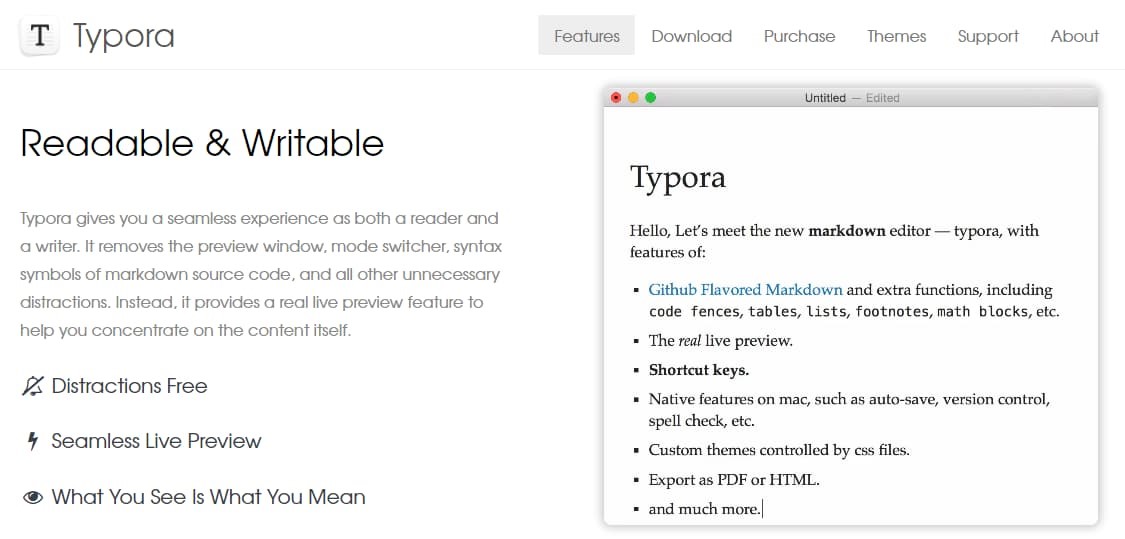 T Typora
Features Download Purchase Themes Support About
Readable & Writable
Typora gives you a seamless experience as both a reader and
a writer. It removes the preview window, mode switcher, syntax
symbols of markdown source code, and all other unnecessary
distractions. Instead, it provides a real live preview feature to
help you concentrate on the content itself.
Distractions Free
Seamless Live Preview
What You See Is What You Mean
Untitled — Edited
Typora
Hello, Let's meet the new markdown editor — typora, with
features of:
▪ Github Flavored Markdown and extra functions, including
code fences, tables, lists, footnotes, math blocks, etc.
▪ The real live preview.
▪ Shortcut keys.
▪ Native features on mac, such as auto-save, version control,
spell check, etc.
▪ Custom themes controlled by css files.
▪ Export as PDF or HTML.
▪ and much more.